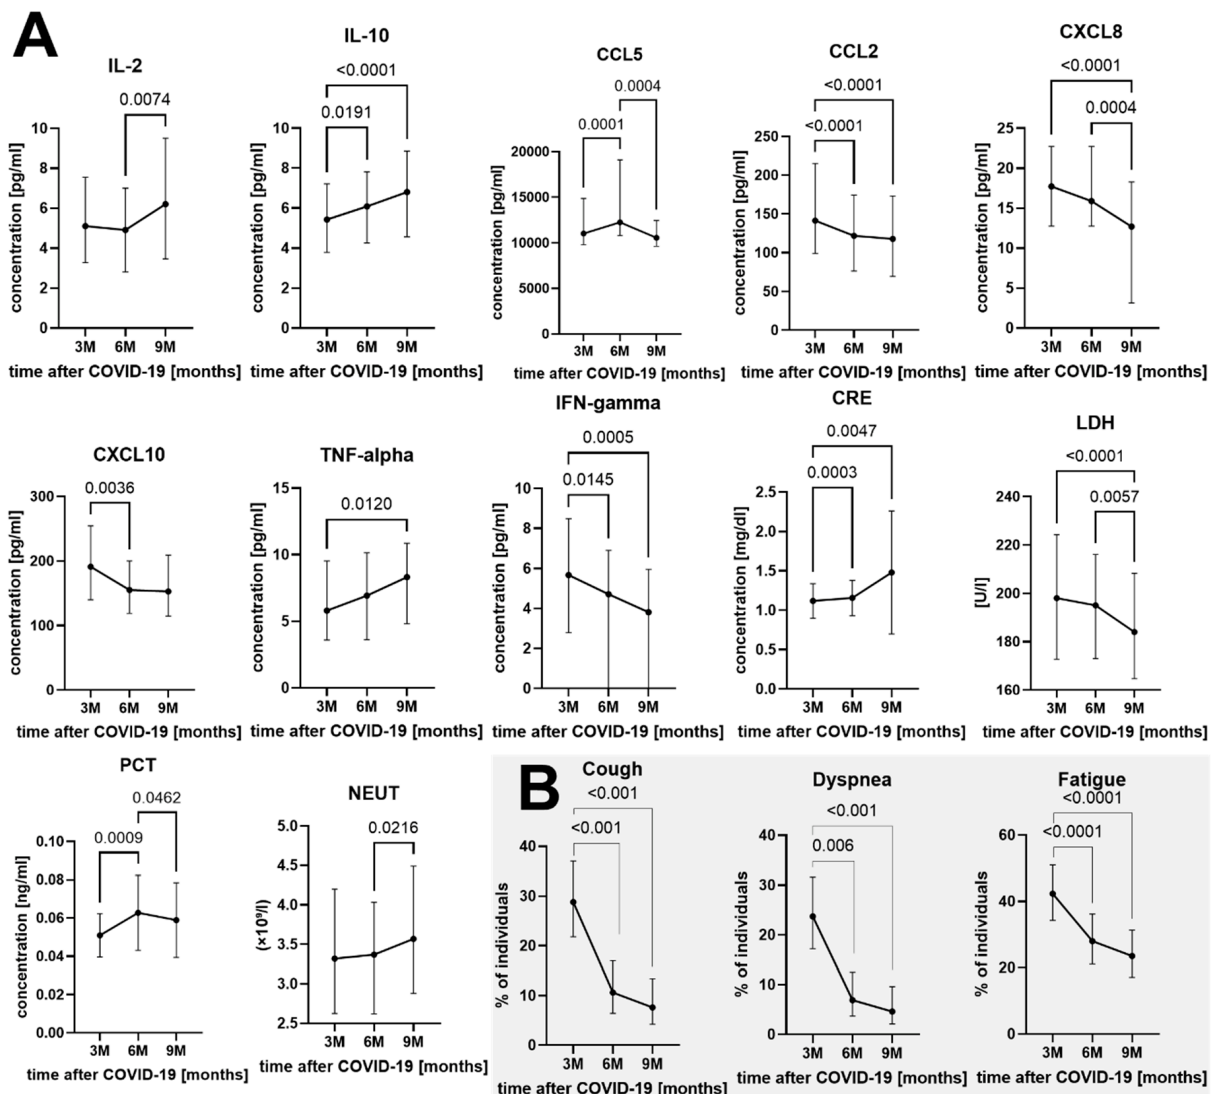 A
IL-2
0.0074
10
8
6
4
2
0
concentration [pg/ml]
3M 6M 9M
time after COVID-19 [months]
IL-10
<0.0001
0.0191
10
8
6
4
2
0
concentration [pg/ml]
3M 6M 9M
time after COVID-19 [months]
CCL5
0.0004
0.0001
20000
15000
10000
5000
0
concentration [pg/ml]
3M 6M 9M
time after COVID-19 [months]
CCL2
<0.0001
<0.0001
250
200
150
100
50
0
concentration [pg/ml]
3M 6M 9M
time after COVID-19 [months]
CXCL8
<0.0001
0.0004
25
20
15
10
5
0
concentration [pg/ml]
3M 6M 9M
time after COVID-19 [months]
CXCL10
0.0036
300
200
100
0
concentration [pg/ml]
3M 6M 9M
time after COVID-19 [months]
TNF-alpha
0.0120
15
10
5
0
concentration [pg/ml]
3M 6M 9M
time after COVID-19 [months]
IFN-gamma
0.0005
0.0145
10
8
6
4
2
0
concentration [pg/ml]
3M 6M 9M
time after COVID-19 [months]
CRE
0.0047
0.0003
2.5
2.0
1.5
1.0
0.5
0.0
concentration [mg/dl]
3M 6M 9M
time after COVID-19 [months]
LDH
<0.0001
0.0057
240
220
200
180
160
[U/l]
3M 6M 9M
time after COVID-19 [months]
PCT
0.0462
0.0009
0.10
0.08
0.06
0.04
0.02
0.00
concentration [ng/ml]
3M 6M 9M
time after COVID-19 [months]
NEUT
0.0216
5.0
4.5
4.0
3.5
3.0
2.5
(×10⁹/l)
3M 6M 9M
time after COVID-19 [months]
B
Cough
<0.001
<0.001
40
30
20
10
0
% of individuals
3M 6M 9M
time after COVID-19 [months]
Dyspnea
<0.001
0.006
40
30
20
10
0
% of individuals
3M 6M 9M
time after COVID-19 [months]
Fatigue
<0.0001
<0.0001
60
40
20
0
% of individuals
3M 6M 9M
time after COVID-19 [months]